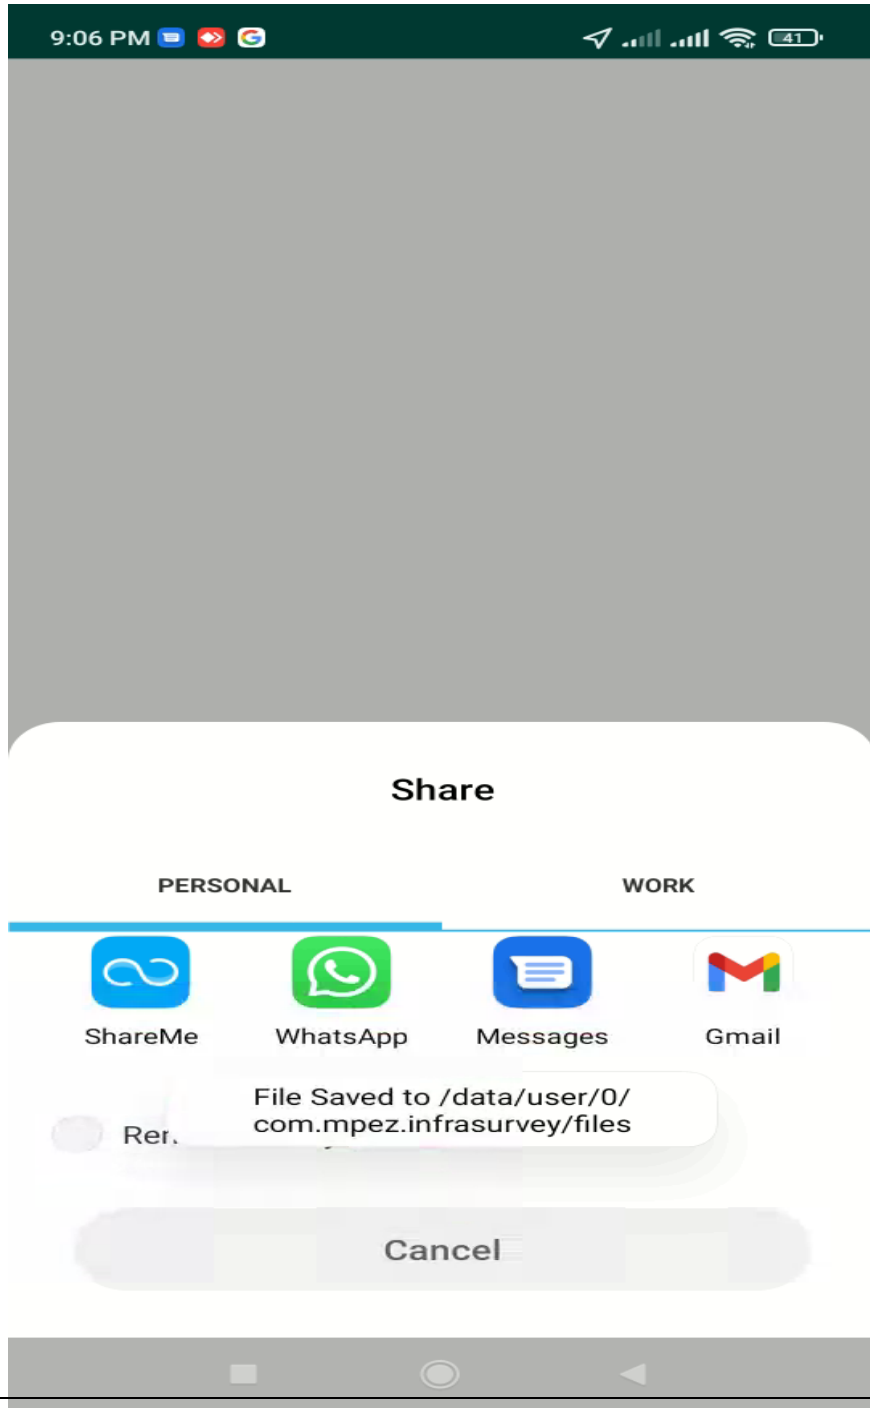 9:06 PM
41
Share
PERSONAL WORK
ShareMe WhatsApp Messages Gmail
File Saved to /data/user/0/
com.mpez.infrasurvey/files
Cancel